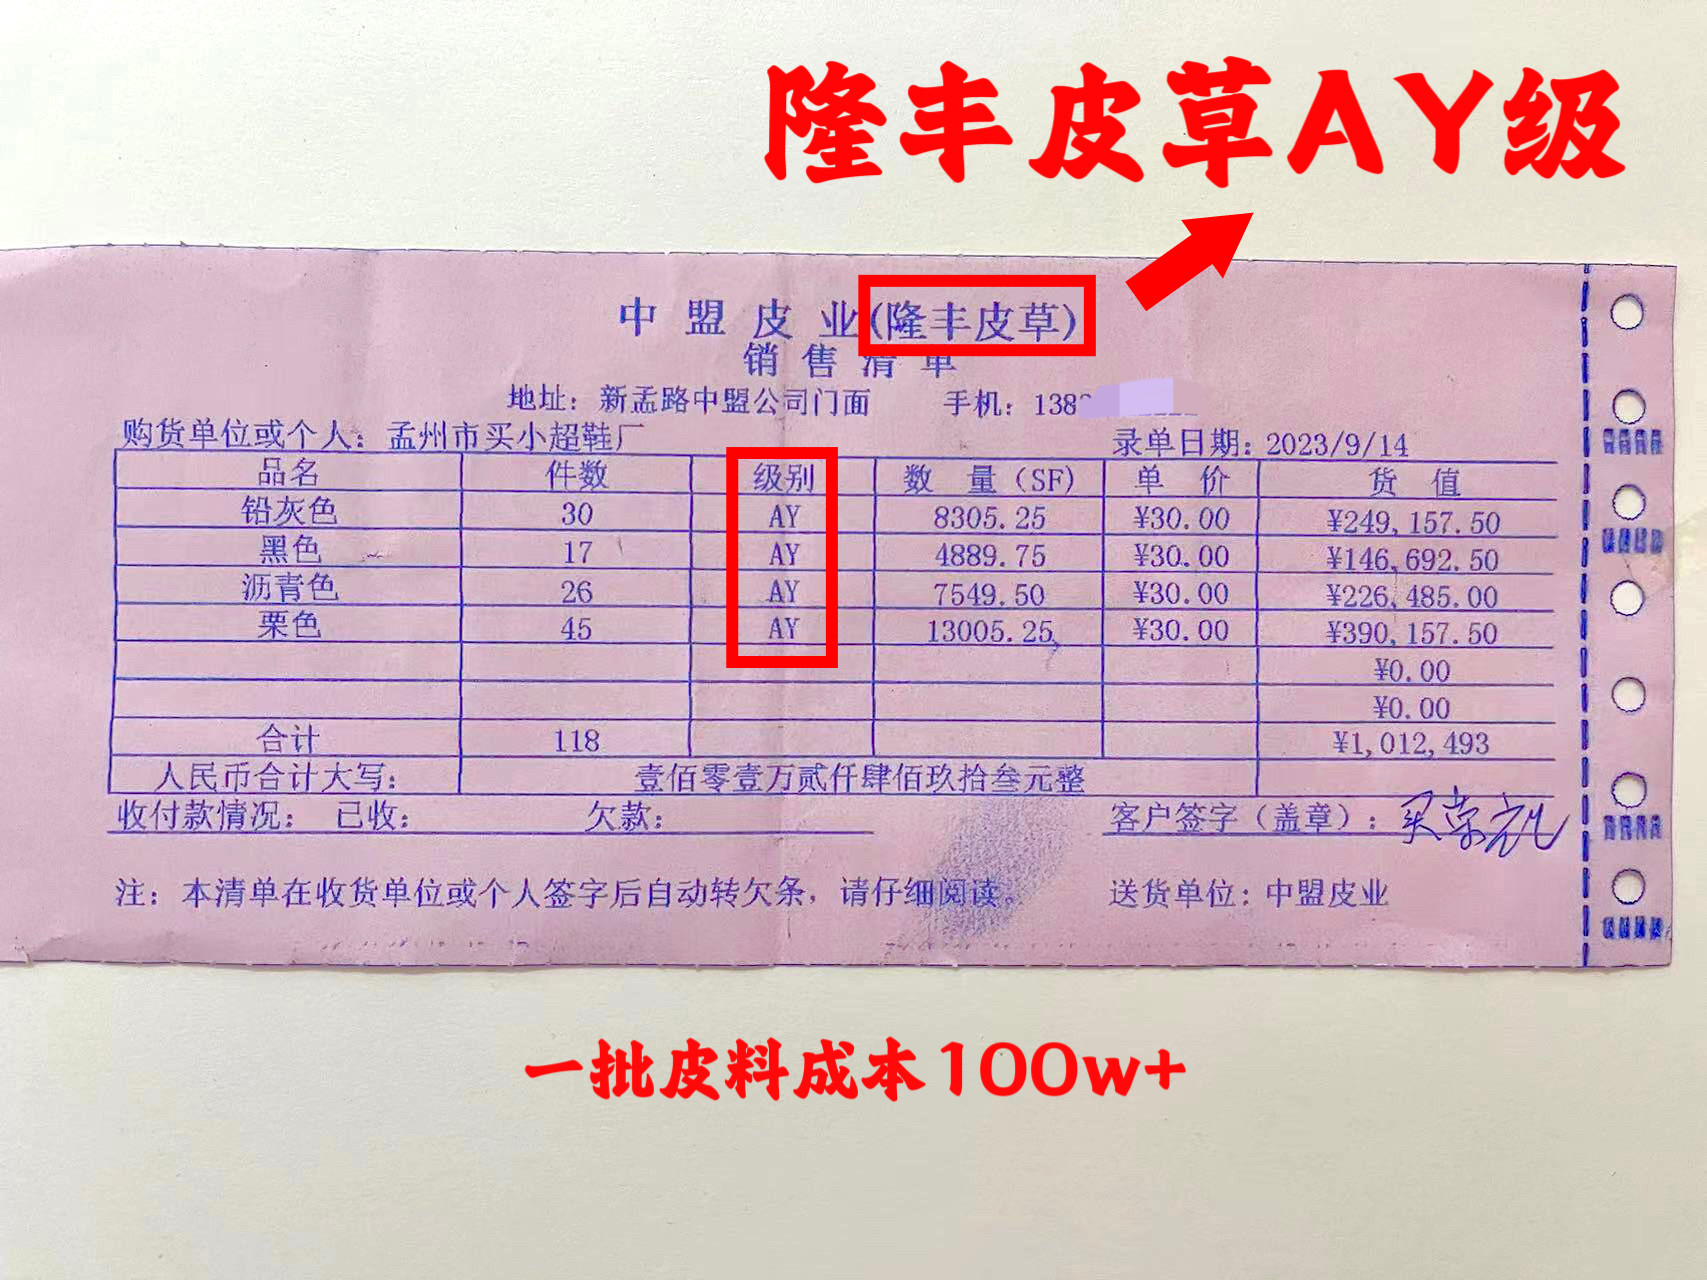 隆丰皮草AY级
中盟皮业(隆丰皮草)
销售清单
地址：新孟路中盟公司门面 手机：138
购货单位或个人：孟州市买小超鞋厂 录单日期：2023/9/14
品名 件数 级别 数量（SF） 单价 货值
铅灰色 30 AY 8305.25 ¥30.00 ¥249,157.50
黑色 17 AY 4889.75 ¥30.00 ¥146,692.50
沥青色 26 AY 7549.50 ¥30.00 ¥226,485.00
栗色 45 AY 13005.25 ¥30.00 ¥390,157.50
¥0.00
¥0.00
合计 118 ¥1,012,493
人民币合计大写： 壹佰零壹万贰仟肆佰玖拾叁元整
收付款情况： 已收： 欠款： 客户签字（盖章）：买
注：本清单在收货单位或个人签字后自动转欠条，请仔细阅读。 送货单位：中盟皮业
一批皮料成本100w+